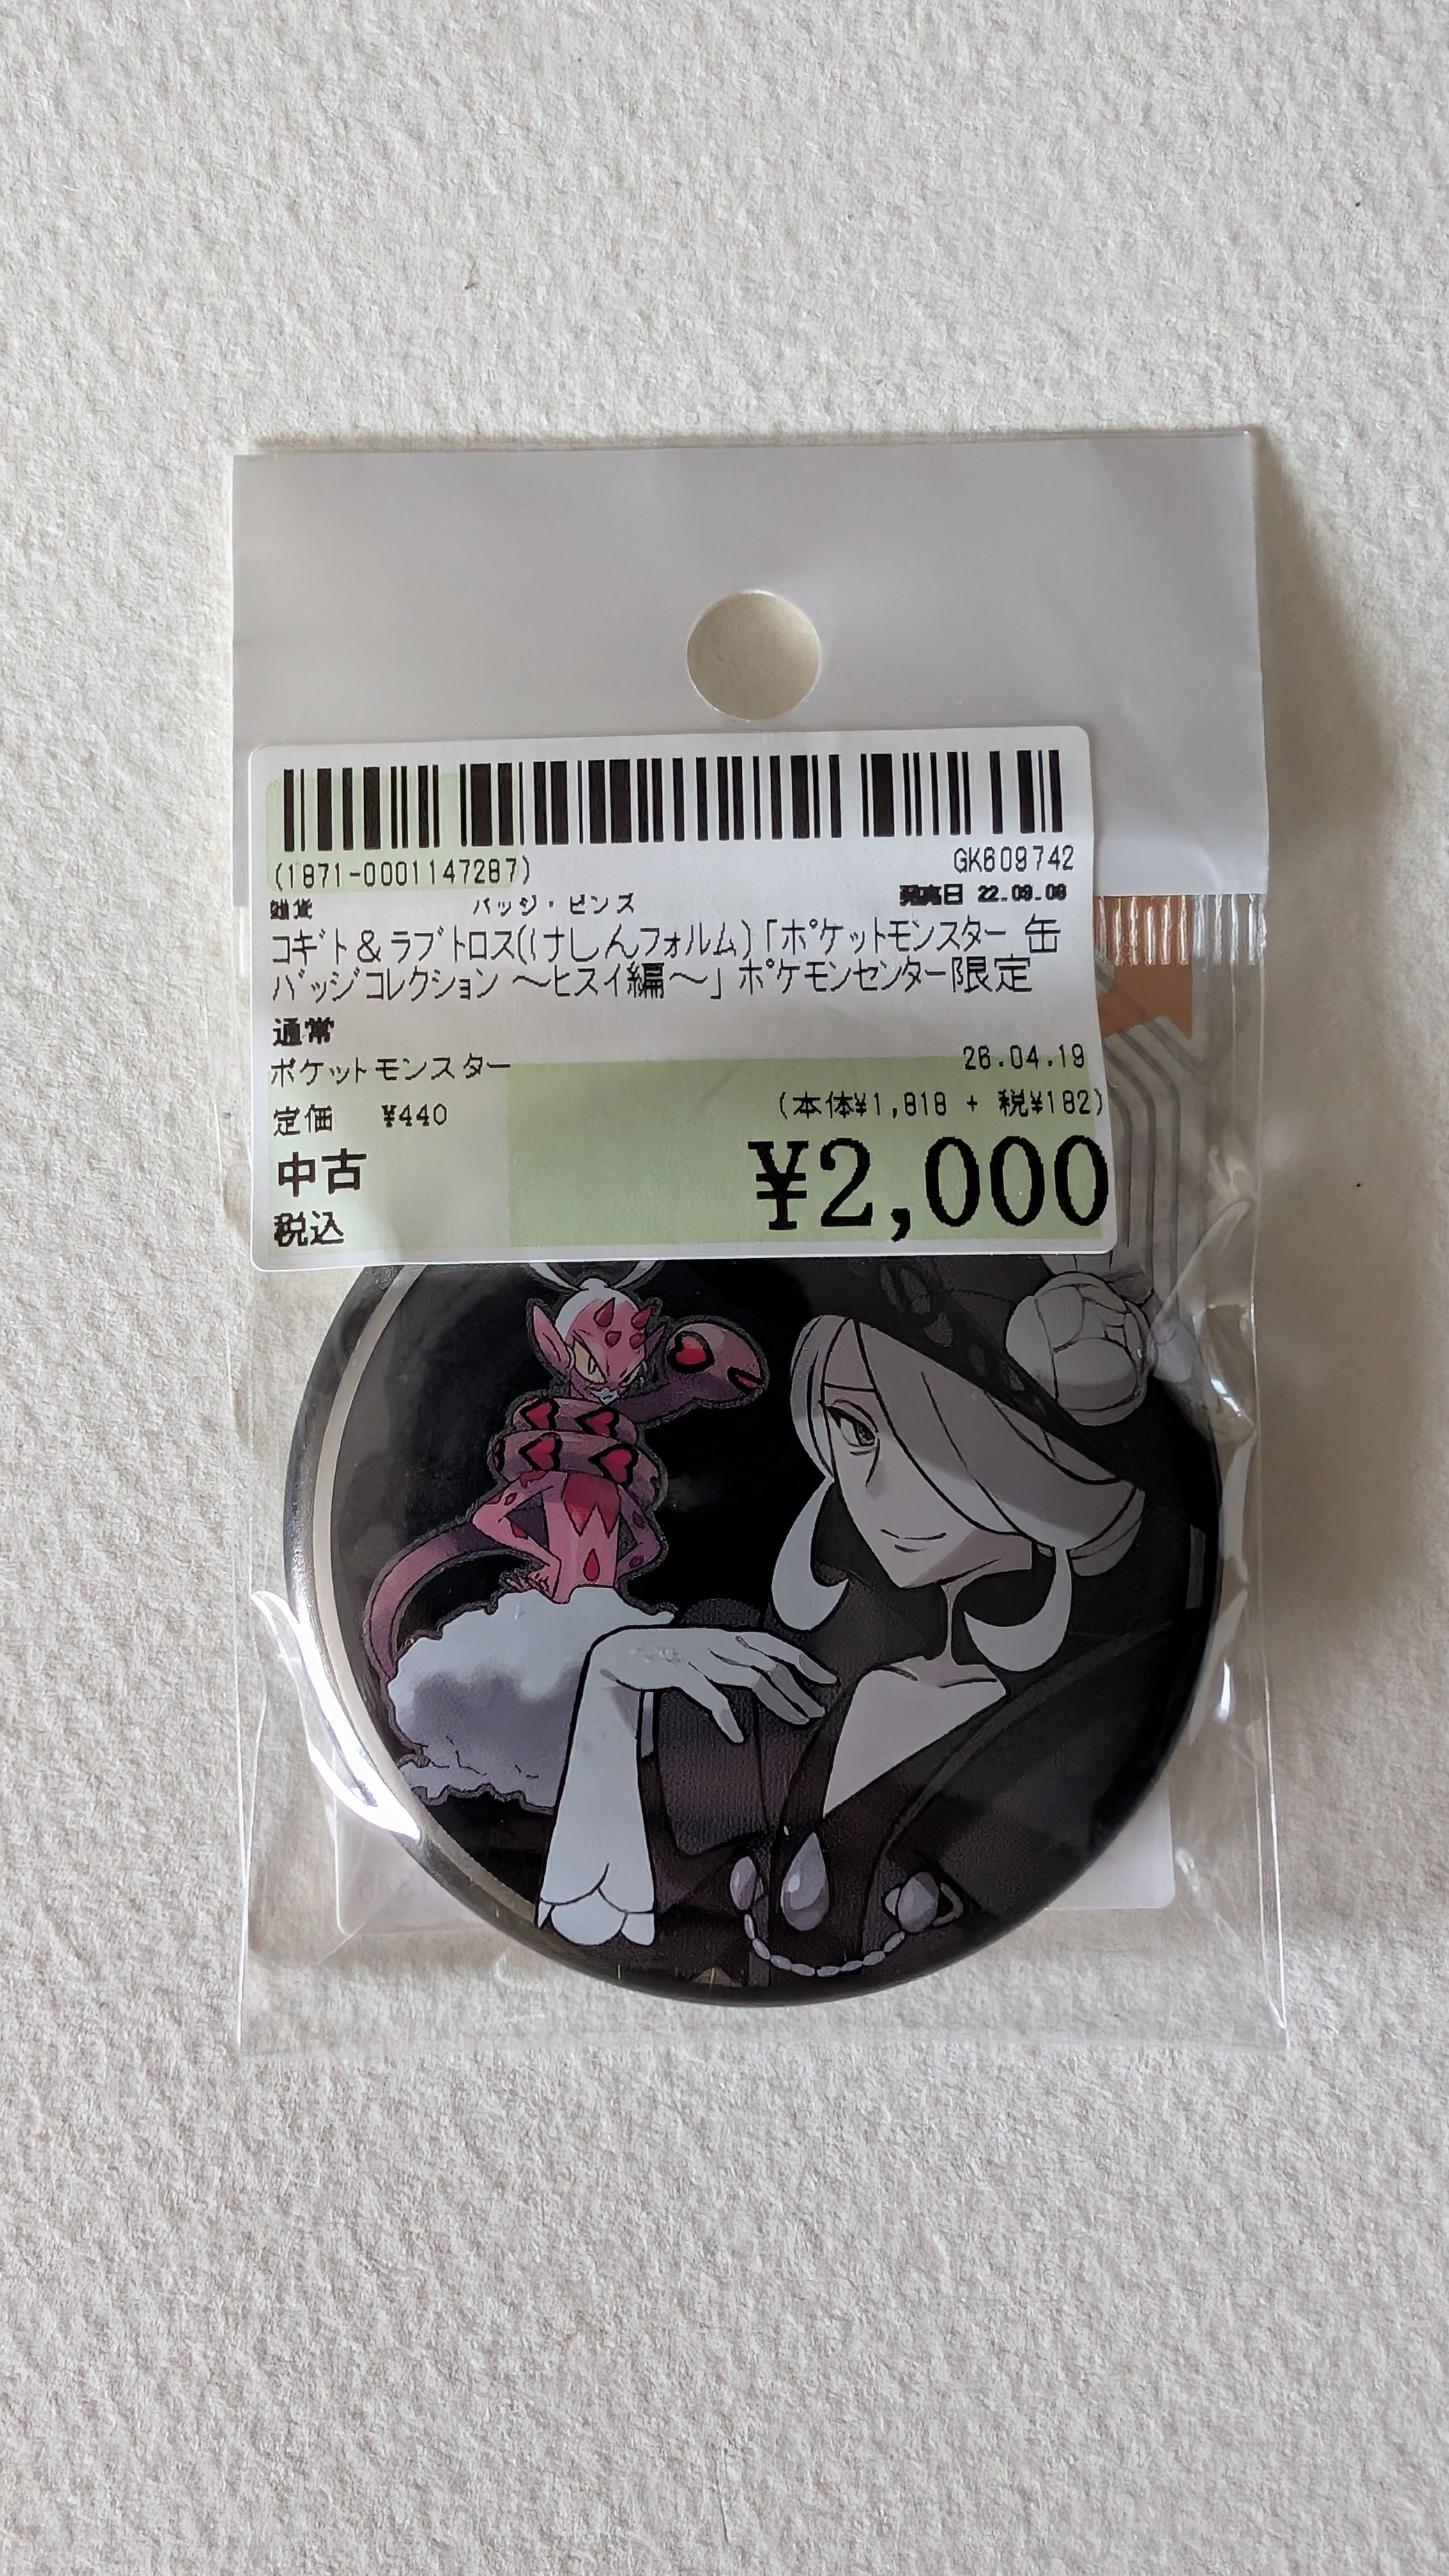 (1871-0001147287)
GK609742
雑貨 バッジ・ピンズ 発売日 22.09.08
コギト&ラブトロス(けしんフォルム)「ポケットモンスター 缶
バッジコレクション ～ヒスイ編～」ポケモンセンター限定
通常
ポケットモンスター
26.04.19
定価 ¥440
(本体¥1,818 + 税¥182)
中古
¥2,000
税込